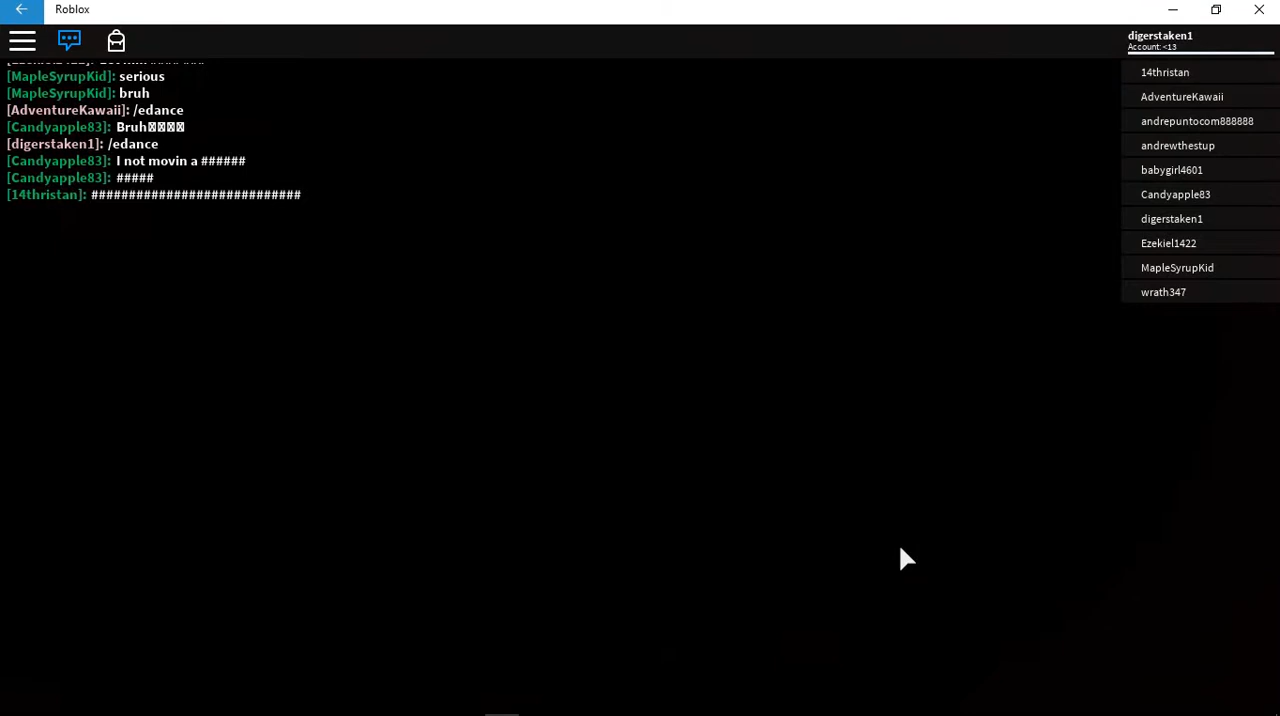 Roblox
digerstaken1
Account: <13
[MapleSyrupKid]: serious
[MapleSyrupKid]: bruh
[AdventureKawaii]: /edance
[Candyapple83]: Bruh
[digerstaken1]: /edance
[Candyapple83]: I not movin a ######
[Candyapple83]: #####
[14thristan]: ############################
14thristan
AdventureKawaii
andrepuntocom888888
andrewthestup
babygirl4601
Candyapple83
digerstaken1
Ezekiel1422
MapleSyrupKid
wrath347